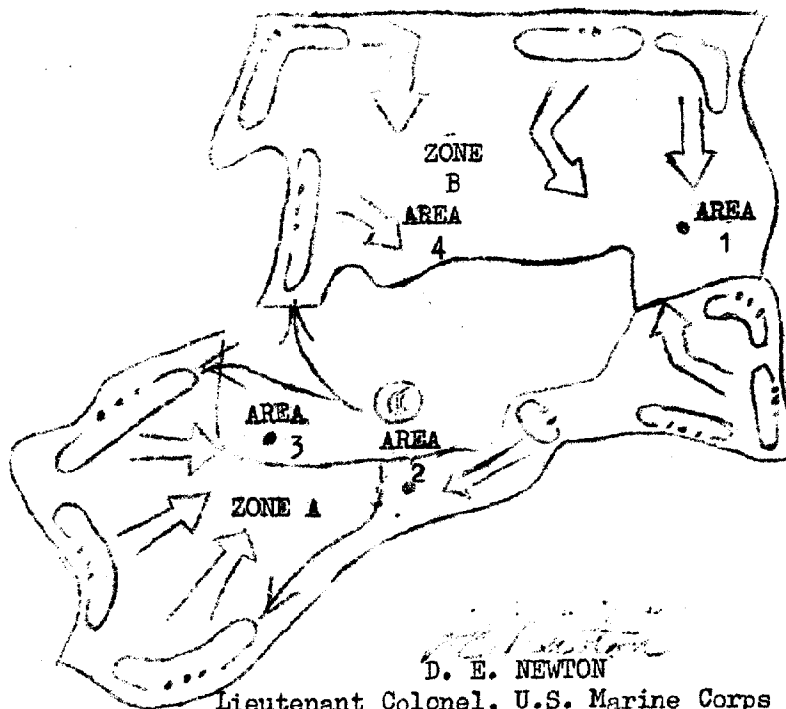 ZONE
B
AREA
4
AREA
1
AREA
3
AREA
2
ZONE A
D. E. NEWTON
Lieutenant Colonel, U.S. Marine Corps